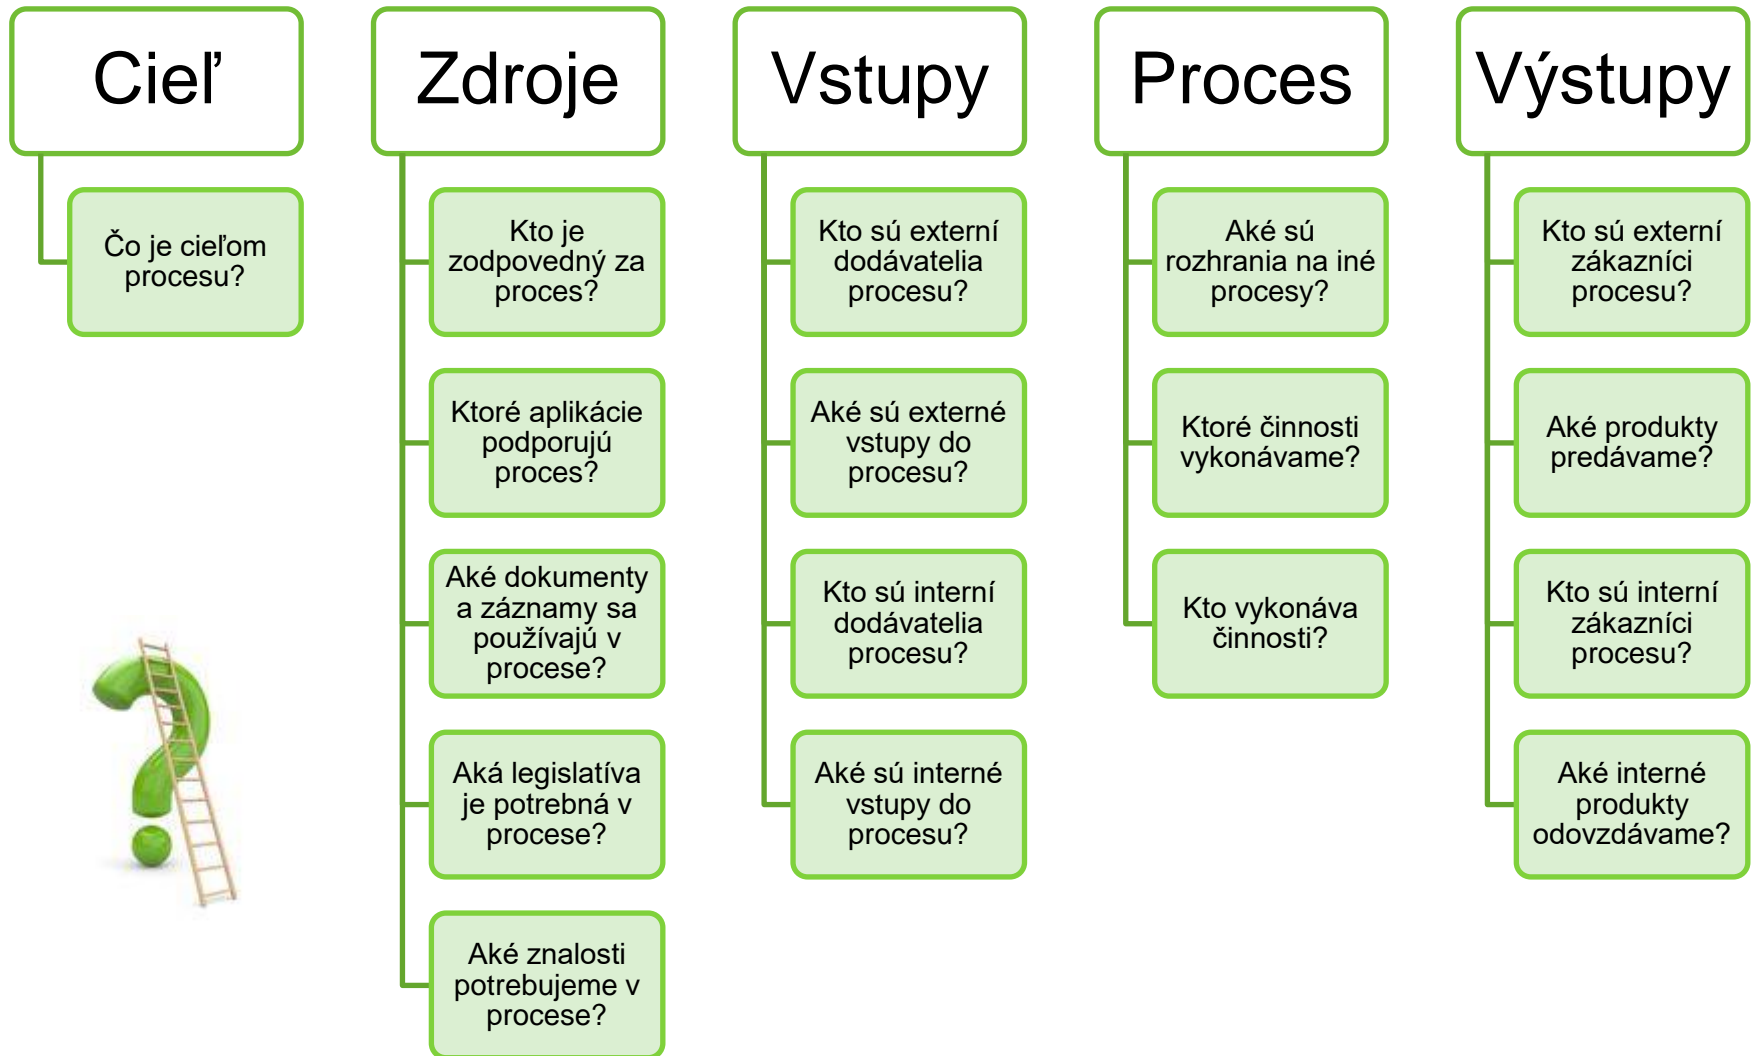 Cieľ
Čo je cieľom
procesu?
Zdroje
Kto je
zodpovedný za
proces?
Ktoré aplikácie
podporujú
proces?
Aké dokumenty
a záznamy sa
používajú v
procese?
Aká legislatíva
je potrebná v
procese?
Aké znalosti
potrebujeme v
procese?
Vstupy
Kto sú externí
dodávatelia
procesu?
Aké sú externé
vstupy do
procesu?
Kto sú interní
dodávatelia
procesu?
Aké sú interné
vstupy do
procesu?
Proces
Aké sú
rozhrania na iné
procesy?
Ktoré činnosti
vykonávame?
Kto vykonáva
činnosti?
Výstupy
Kto sú externí
zákazníci
procesu?
Aké produkty
predávame?
Kto sú interní
zákazníci
procesu?
Aké interné
produkty
odovzdávame?